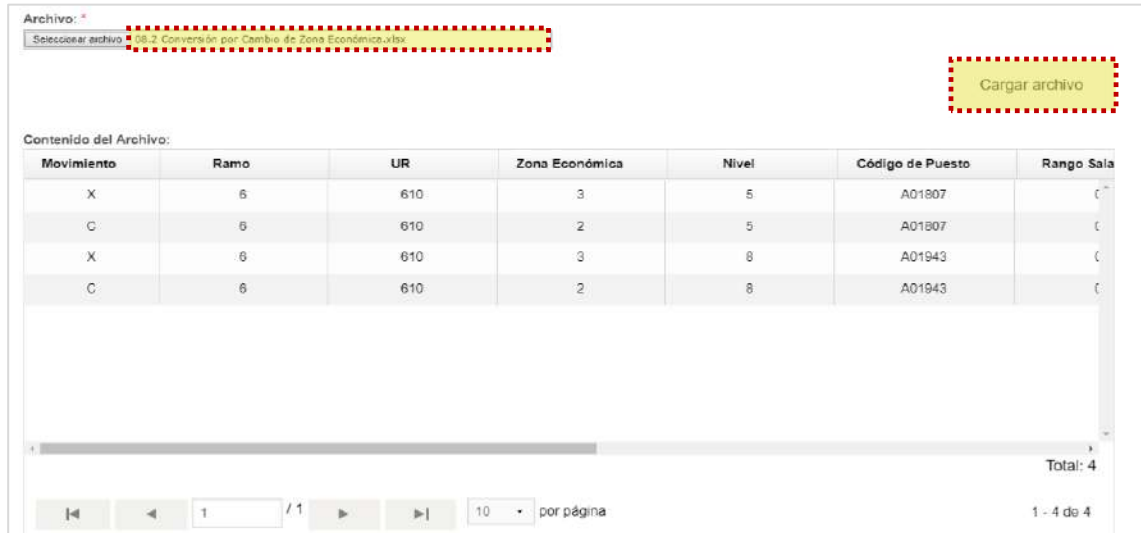 Archivo: *
Seleccionar archivo 08.2 Conversión por Cambio de Zona Económica.xlsx
Cargar archivo
Contenido del Archivo:
Movimiento Ramo UR Zona Económica Nivel Código de Puesto Rango Sala
X 6 610 3 5 A01807
C 6 610 2 5 A01807
X 6 610 3 8 A01943
C 6 610 2 8 A01943
Total: 4
1 / 1 10 por página 1 - 4 de 4